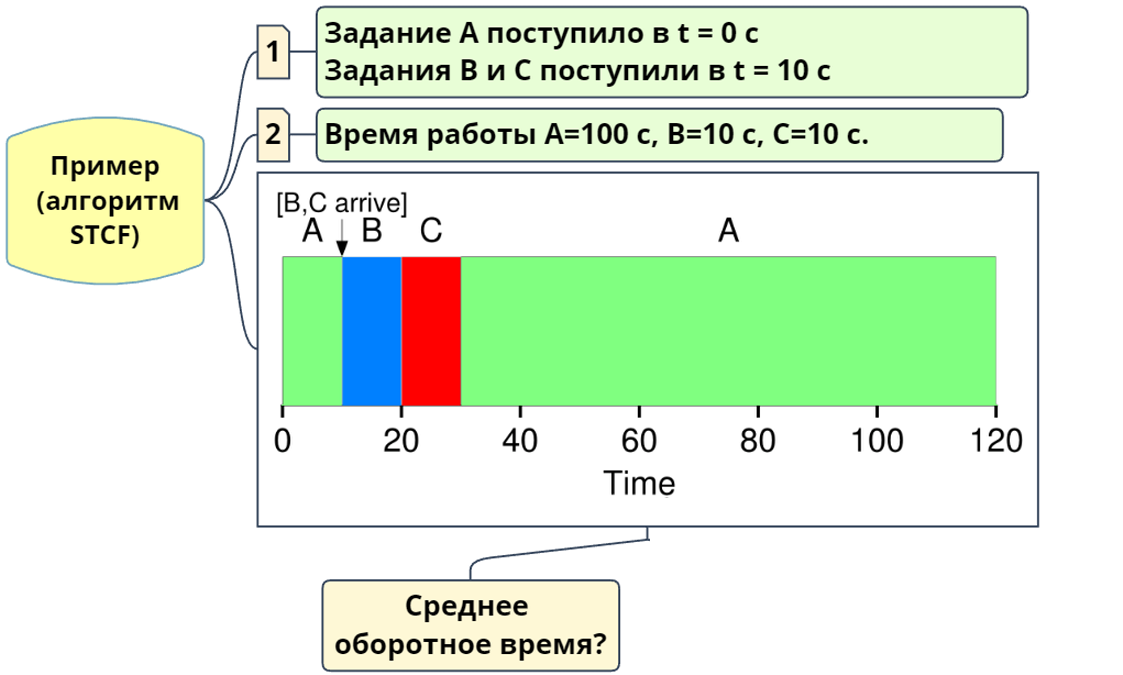 Пример
(алгоритм
STCF)
1
Задание A поступило в t = 0 с
Задания B и C поступили в t = 10 с
2
Время работы A=100 с, B=10 с, C=10 с.
[B,C arrive]
A B C A
0 20 40 60 80 100 120
Time
Среднее
оборотное время?